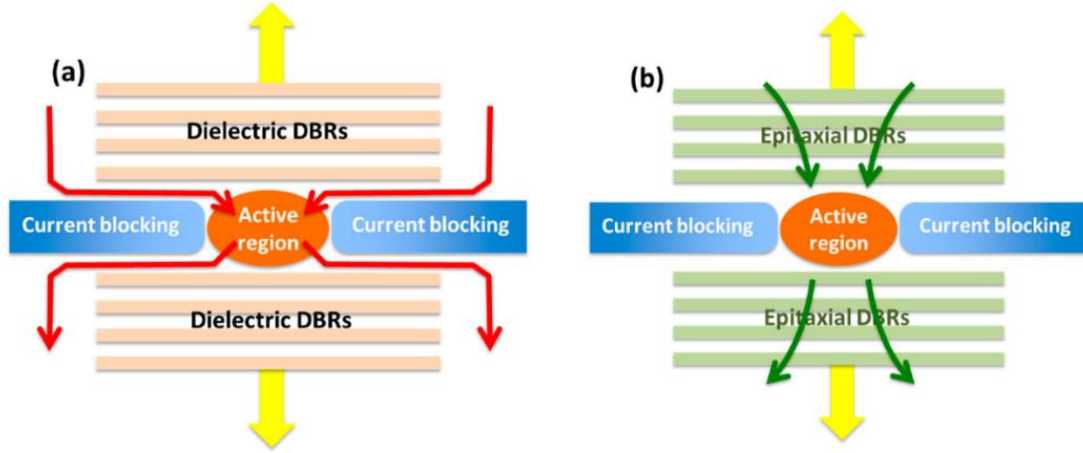 (a)
Dielectric DBRs
Current blocking
Active
region
Current blocking
Dielectric DBRs
(b)
Epitaxial DBRs
Current blocking
Active
region
Current blocking
Epitaxial DBRs